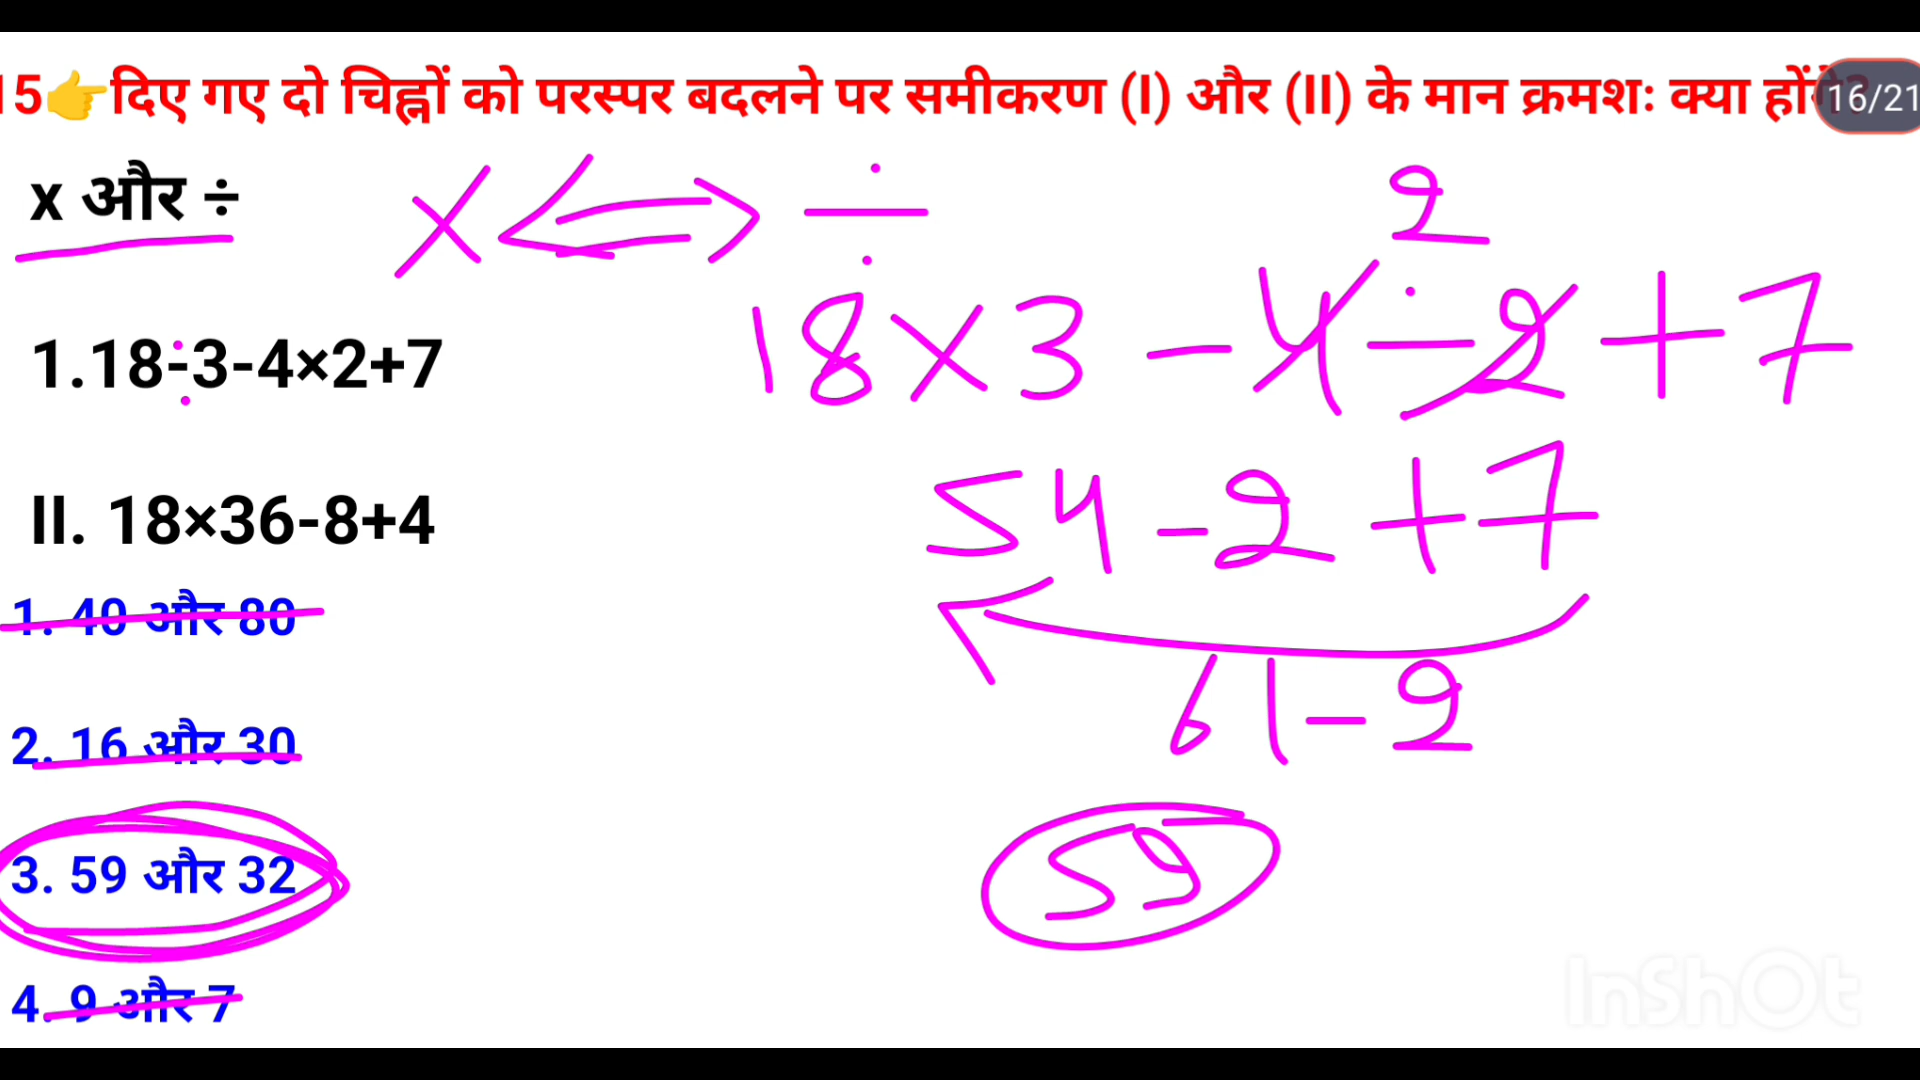 15👉दिए गए दो चिह्नों को परस्पर बदलने पर समीकरण (I) और (II) के मान क्रमशः क्या होंगे?
16/21
x और ÷
x ÷
1.18÷3-4×2+7
2
18×3-4÷2+7
II. 18×36-8+4
54-2+7
1. 40 और 80
61-2
2. 16 और 30
3. 59 और 32
59
4. 9 और 7
InShOt